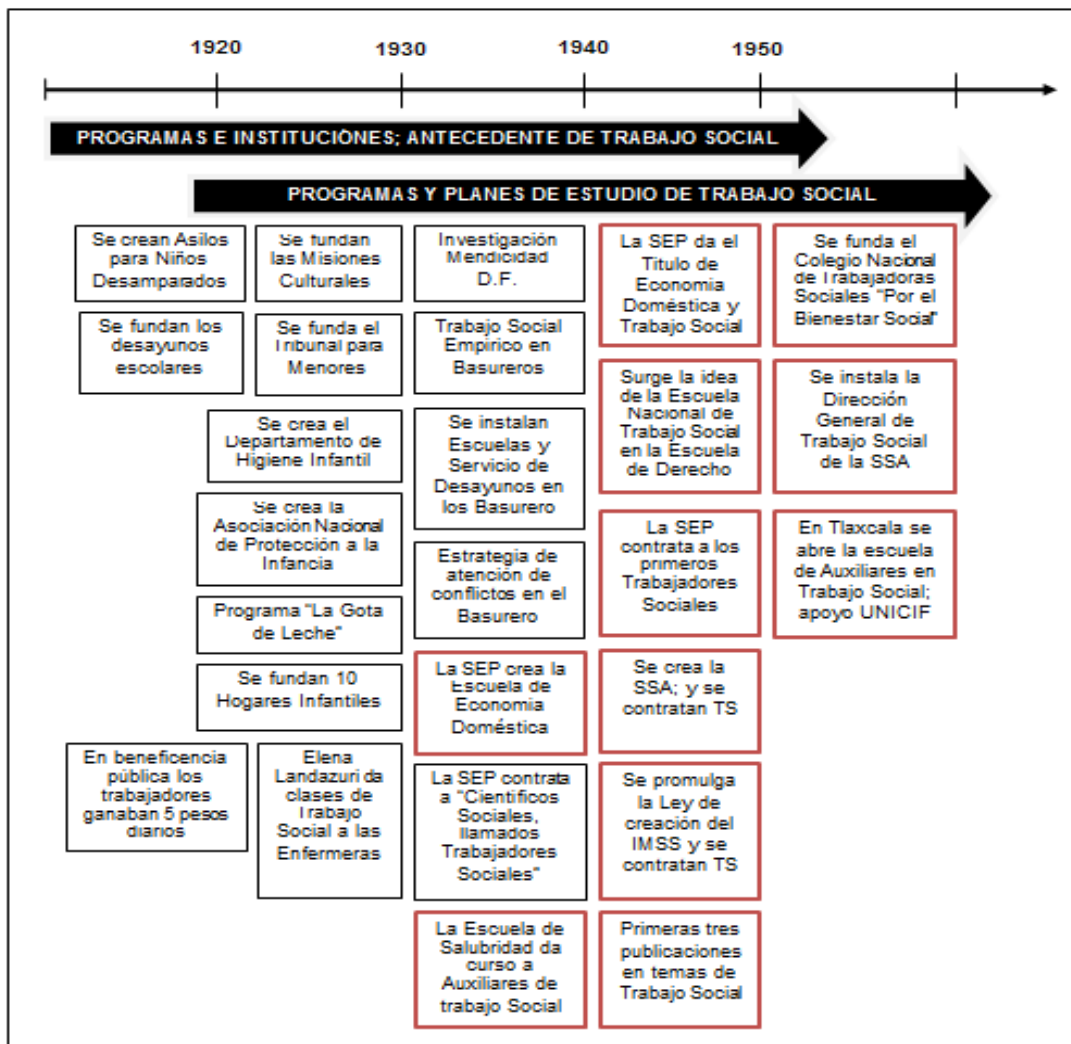 1920 1930 1940 1950
PROGRAMAS E INSTITUCIÓNES; ANTECEDENTE DE TRABAJO SOCIAL
PROGRAMAS Y PLANES DE ESTUDIO DE TRABAJO SOCIAL
Se crean Asilos
para Niños
Desamparados
Se fundan los
desayunos
escolares
En beneficencia
pública los
trabajadores
ganaban 5 pesos
diarios
Se fundan
las Misiones
Culturales
Se funda el
Tribunal para
Menores
Se crea el
Departamento de
Higiene Infantil
Se crea la
Asociación Nacional
de Protección a la
Infancia
Programa "La Gota
de Leche"
Se fundan 10
Hogares Infantiles
Elena
Landazuri da
clases de
Trabajo
Social a las
Enfermeras
Investigación
Mendicidad
D.F.
Trabajo Social
Empirico en
Basureros
Se instalan
Escuelas y
Servicio de
Desayunos en
los Basurero
Estrategia de
atención de
conflictos en el
Basurero
La SEP crea la
Escuela de
Economia
Doméstica
La SEP contrata
a "Científicos
Sociales,
llamados
Trabajadores
Sociales"
La Escuela de
Salubridad da
curso a
Auxiliares de
trabajo Social
La SEP da el
Titulo de
Economia
Doméstica y
Trabajo Social
Surge la idea
de la Escuela
Nacional de
Trabajo Social
en la Escuela
de Derecho
La SEP
contrata a los
primeros
Trabajadores
Sociales
Se crea la
SSA; y se
contratan TS
Se promulga
la Ley de
creación del
IMSS y se
contratan TS
Primeras tres
publicaciones
en temas de
Trabajo Social
Se funda el
Colegio Nacional
de Trabajadoras
Sociales "Por el
Bienestar Social"
Se instala la
Dirección
General de
Trabajo Social
de la SSA
En Tlaxcala se
abre la escuela
de Auxiliares en
Trabajo Social;
apoyo UNICIF